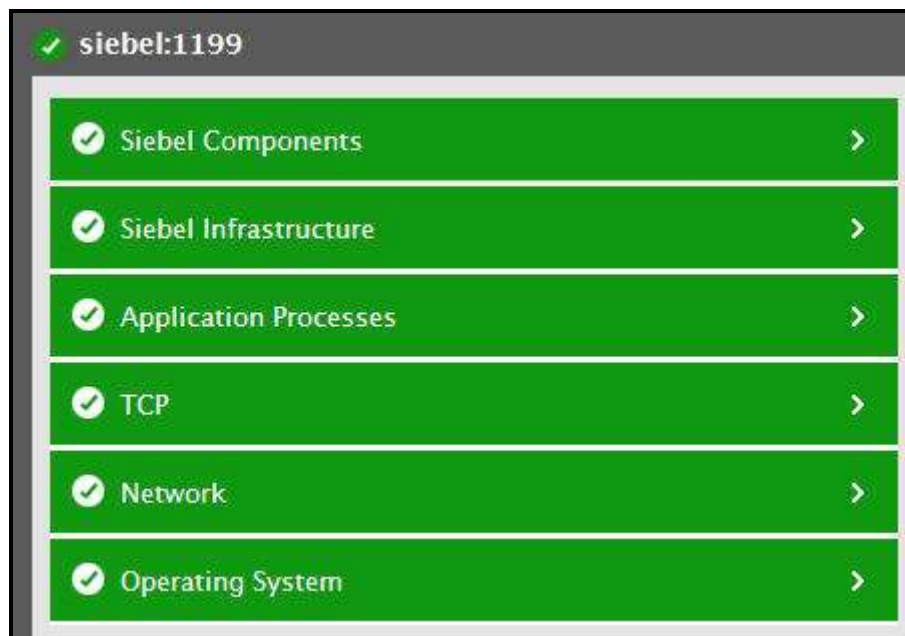 siebel:1199
Siebel Components
Siebel Infrastructure
Application Processes
TCP
Network
Operating System